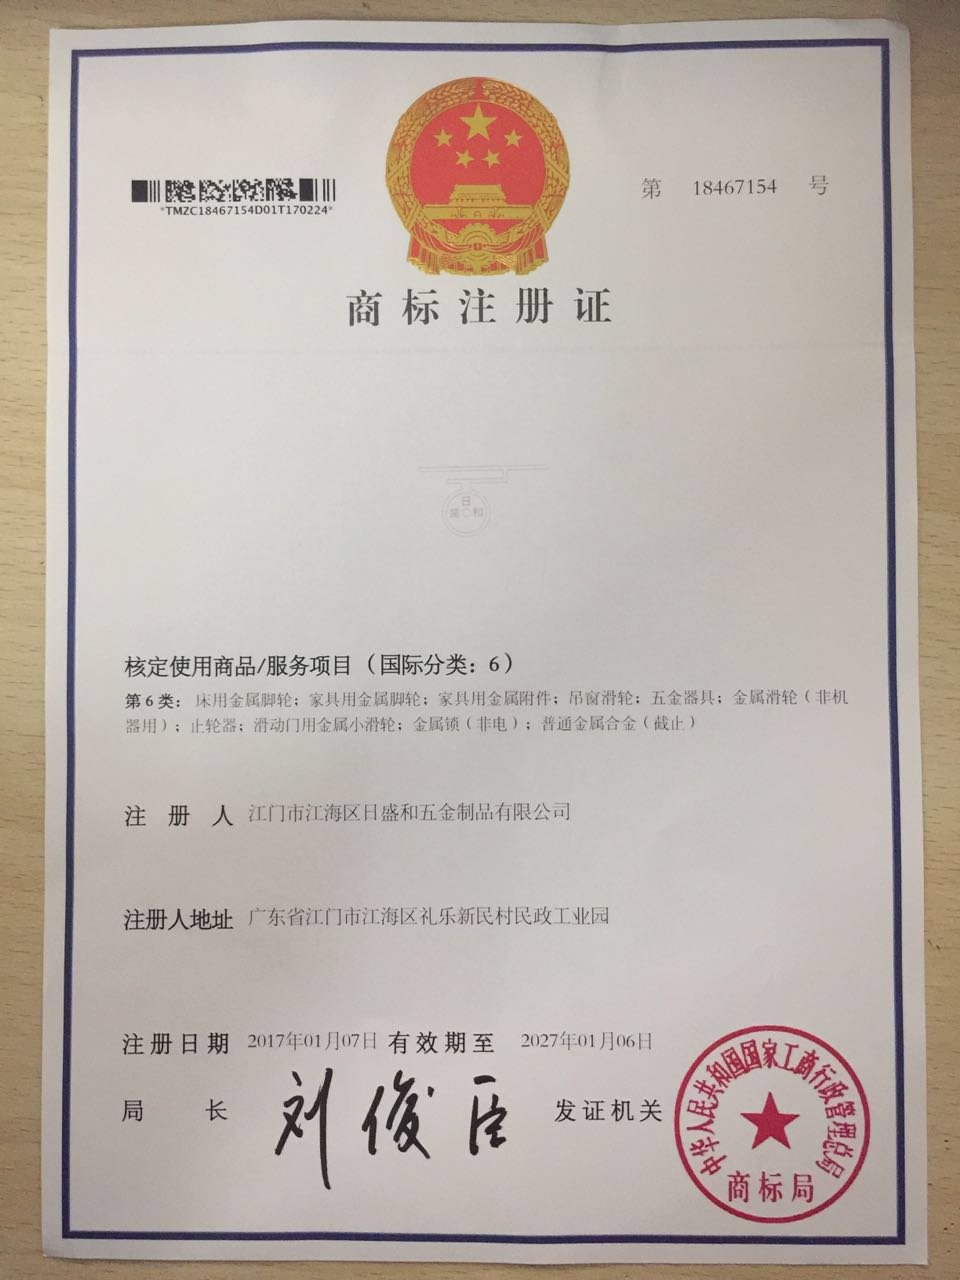 第 18467154 号
*TMZC18467154D01T170224*
商标注册证
日
盛 和
核定使用商品/服务项目（国际分类：6）
第6类：床用金属脚轮；家具用金属脚轮；家具用金属附件；吊窗滑轮；五金器具；金属滑轮（非机
器用）；止轮器；滑动门用金属小滑轮；金属锁（非电）；普通金属合金（截止）
注册人 江门市江海区日盛和五金制品有限公司
注册人地址 广东省江门市江海区礼乐新民村民政工业园
注册日期 2017年01月07日 有效期至 2027年01月06日
局长 刘俊臣 发证机关
中华人民共和国国家工商行政管理总局
商标局